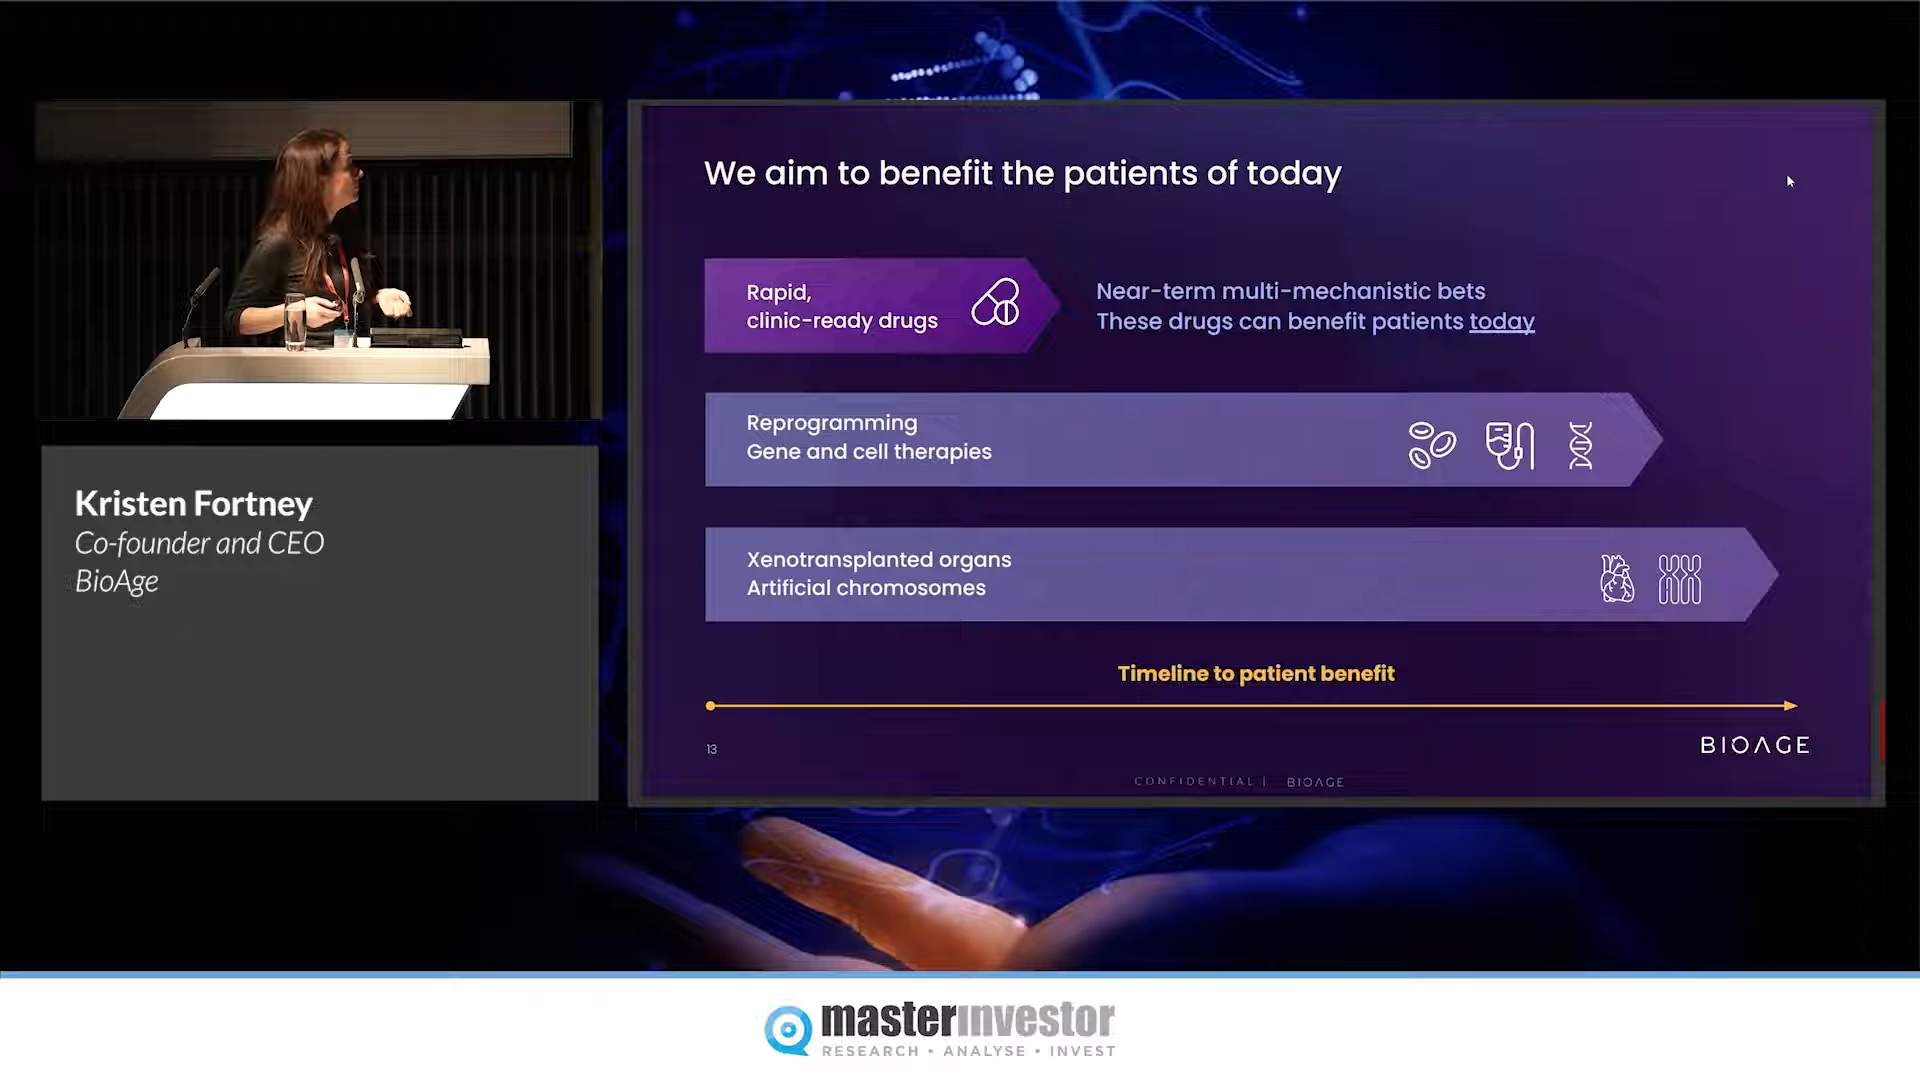 We aim to benefit the patients of today
Rapid,
clinic-ready drugs
Near-term multi-mechanistic bets
These drugs can benefit patients today
Reprogramming
Gene and cell therapies
Xenotransplanted organs
Artificial chromosomes
Timeline to patient benefit
13
BIOAGE
CONFIDENTIAL | BIOAGE
Kristen Fortney
Co-founder and CEO
BioAge
masterinvestor
RESEARCH • ANALYSE • INVEST